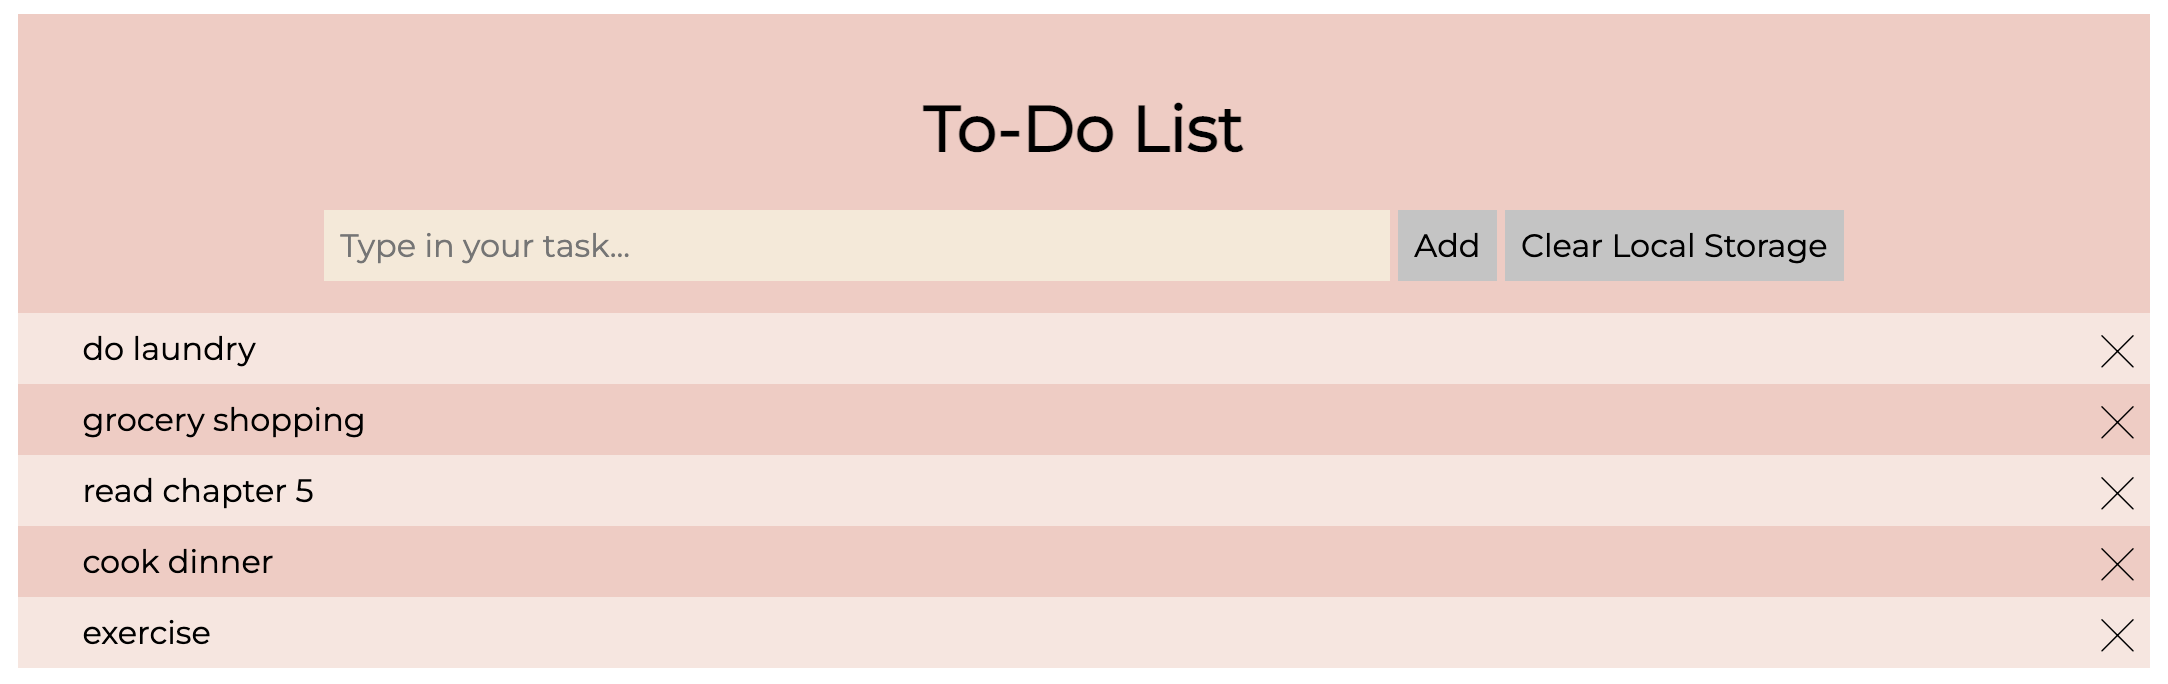 To-Do List
Type in your task... Add Clear Local Storage
do laundry
grocery shopping
read chapter 5
cook dinner
exercise